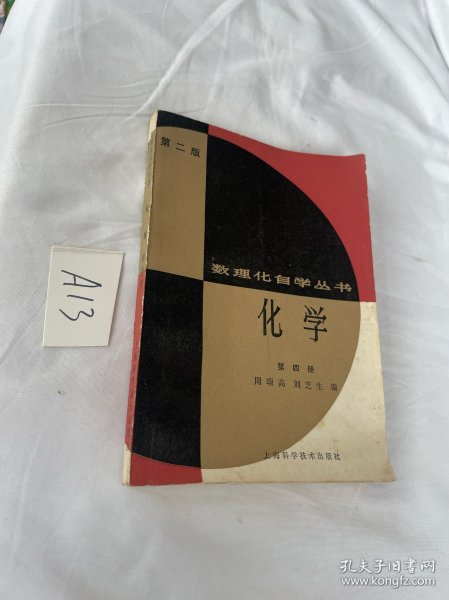 第二版
数理化自学丛书
化学
第四册
周颂高 刘芝生 编
上海科学技术出版社
A13
孔夫子旧书网
www.kongfz.com